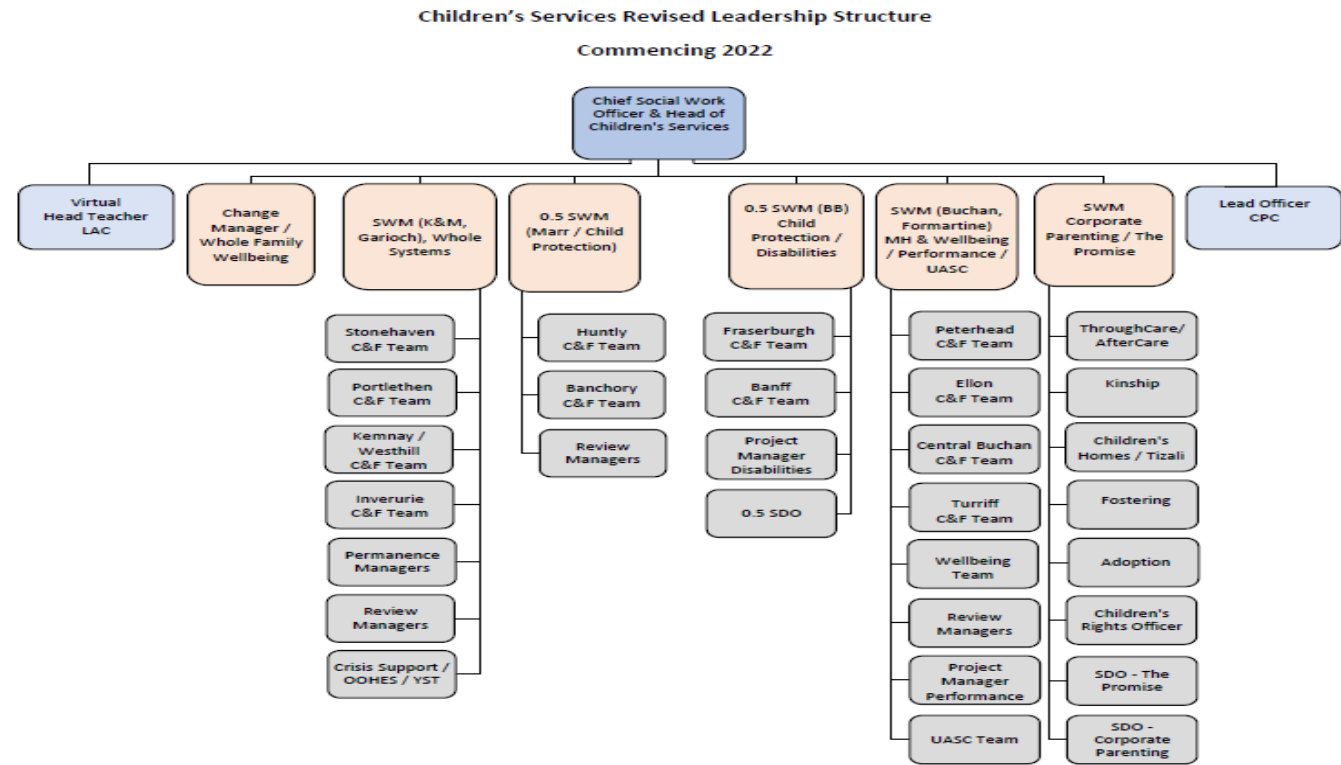 Children's Services Revised Leadership Structure
Commencing 2022
Chief Social Work
Officer & Head of
Children's Services
Virtual
Head Teacher
LAC
Change
Manager /
Whole Family
Wellbeing
SWM (K&M,
Garioch), Whole
Systems
0.5 SWM
(Marr / Child
Protection)
0.5 SWM (BB)
Child
Protection /
Disabilities
SWM (Buchan,
Formartine)
MH & Wellbeing
/ Performance /
UASC
SWM
Corporate
Parenting / The
Promise
Lead Officer
CPC
Stonehaven
C&F Team
Portlethen
C&F Team
Kemnay /
Westhill
C&F Team
Inverurie
C&F Team
Permanence
Managers
Review
Managers
Crisis Support /
OOHES / YST
Huntly
C&F Team
Banchory
C&F Team
Review
Managers
Fraserburgh
C&F Team
Banff
C&F Team
Project
Manager
Disabilities
0.5 SDO
Peterhead
C&F Team
Ellon
C&F Team
Central Buchan
C&F Team
Turriff
C&F Team
Wellbeing
Team
Review
Managers
Project
Manager
Performance
UASC Team
ThroughCare/
AfterCare
Kinship
Children's
Homes / Tizali
Fostering
Adoption
Children's
Rights Officer
SDO - The
Promise
SDO -
Corporate
Parenting